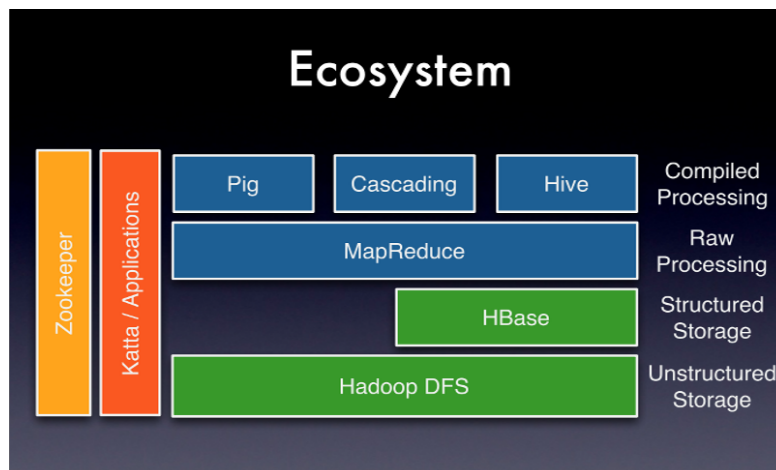 Ecosystem
Zookeeper
Katta / Applications
Pig
Cascading
Hive
Compiled
Processing
MapReduce
Raw
Processing
HBase
Structured
Storage
Hadoop DFS
Unstructured
Storage